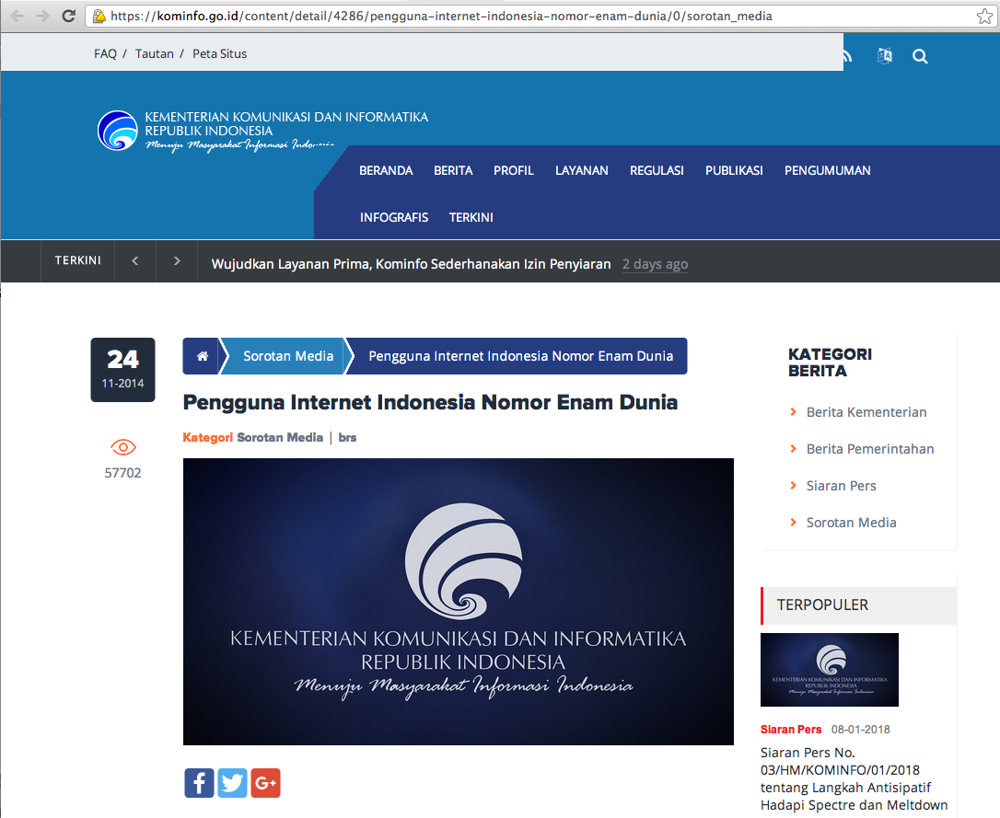 https://kominfo.go.id/content/detail/4286/pengguna-internet-indonesia-nomor-enam-dunia/0/sorotan_media
FAQ / Tautan / Peta Situs
KEMENTERIAN KOMUNIKASI DAN INFORMATIKA
REPUBLIK INDONESIA
Menuju Masyarakat Informasi Indonesia
BERANDA BERITA PROFIL LAYANAN REGULASI PUBLIKASI PENGUMUMAN
INFOGRAFIS TERKINI
TERKINI < > Wujudkan Layanan Prima, Kominfo Sederhanakan Izin Penyiaran 2 days ago
24
11-2014
57702
Sorotan Media Pengguna Internet Indonesia Nomor Enam Dunia
Pengguna Internet Indonesia Nomor Enam Dunia
Kategori Sorotan Media | brs
KEMENTERIAN KOMUNIKASI DAN INFORMATIKA
REPUBLIK INDONESIA
Menuju Masyarakat Informasi Indonesia
f G+
KATEGORI
BERITA
Berita Kementerian
Berita Pemerintahan
Siaran Pers
Sorotan Media
TERPOPULER
KEMENTERIAN KOMUNIKASI DAN INFORMATIKA
REPUBLIK INDONESIA
Menuju Masyarakat Informasi Indonesia
Siaran Pers 08-01-2018
Siaran Pers No.
03/HM/KOMINFO/01/2018
tentang Langkah Antisipatif
Hadapi Spectre dan Meltdown